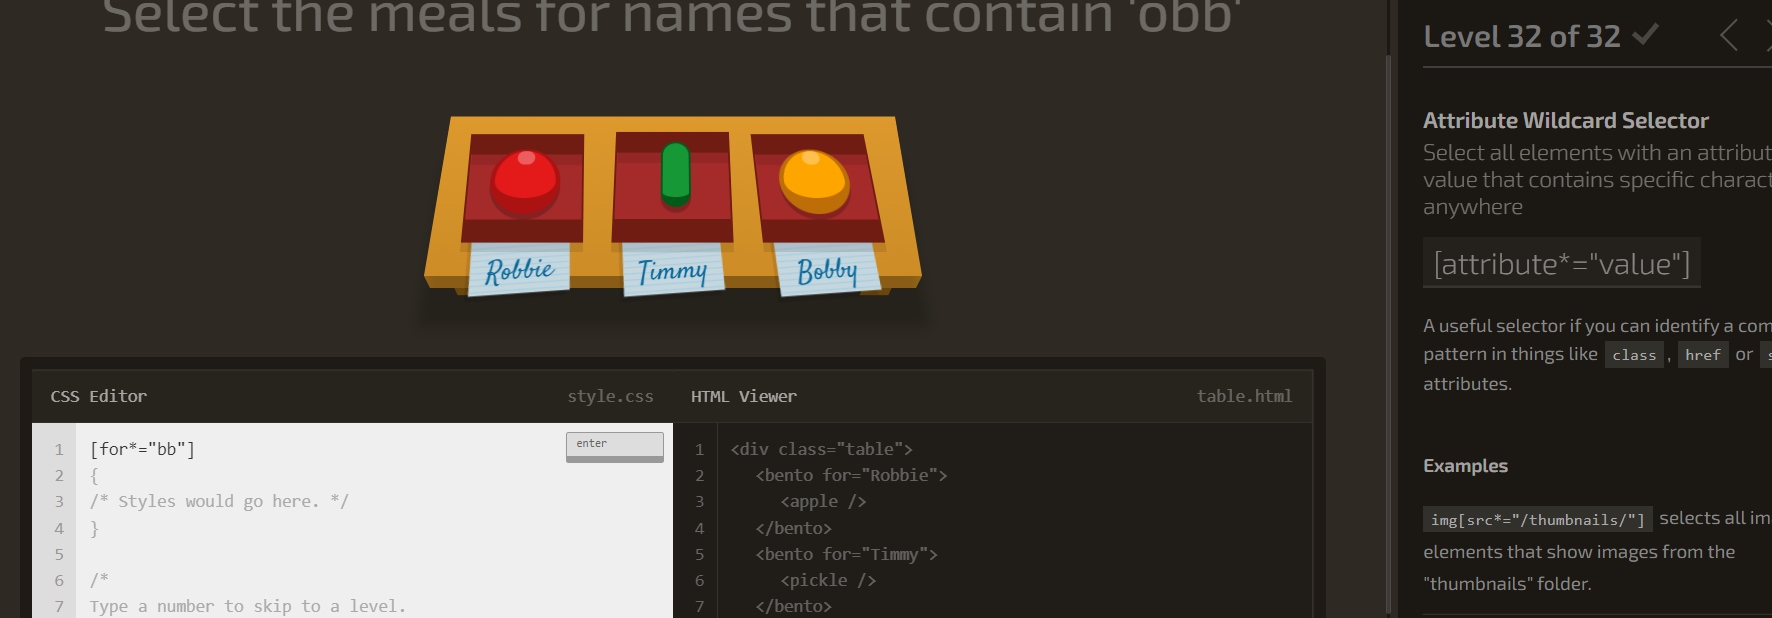 Select the meals for names that contain 'obb'
Robbie
Timmy
Bobby
CSS Editor
style.css
1 [for*="bb"]
enter
2 {
3 /* Styles would go here. */
4 }
5
6 /*
7 Type a number to skip to a level.
HTML Viewer
table.html
1 <div class="table">
2 <bento for="Robbie">
3 <apple />
4 </bento>
5 <bento for="Timmy">
6 <pickle />
7 </bento>
Level 32 of 32
Attribute Wildcard Selector
Select all elements with an attribut
value that contains specific charact
anywhere
[attribute*="value"]
A useful selector if you can identify a com
pattern in things like class , href or s
attributes.
Examples
img[src*="/thumbnails/"] selects all im
elements that show images from the
"thumbnails" folder.